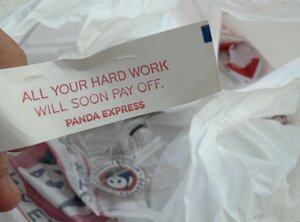 ALL YOUR HARD WORK
WILL SOON PAY OFF.
PANDA EXPRESS